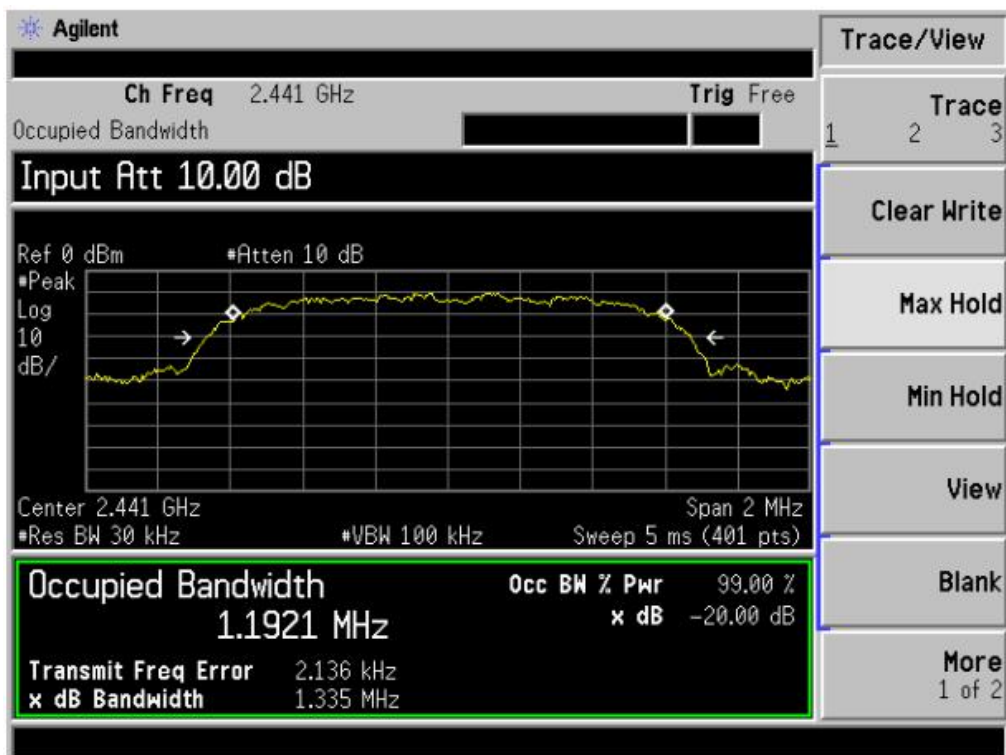 Agilent
Trace/View
Ch Freq 2.441 GHz Trig Free
Occupied Bandwidth
Input Att 10.00 dB
Ref 0 dBm #Atten 10 dB
#Peak
Log
10
dB/
Center 2.441 GHz Span 2 MHz
#Res BW 30 kHz #VBW 100 kHz Sweep 5 ms (401 pts)
Occupied Bandwidth Occ BW % Pwr 99.00 %
1.1921 MHz x dB -20.00 dB
Transmit Freq Error 2.136 kHz
x dB Bandwidth 1.335 MHz
Trace
1 2 3
Clear Write
Max Hold
Min Hold
View
Blank
More
1 of 2